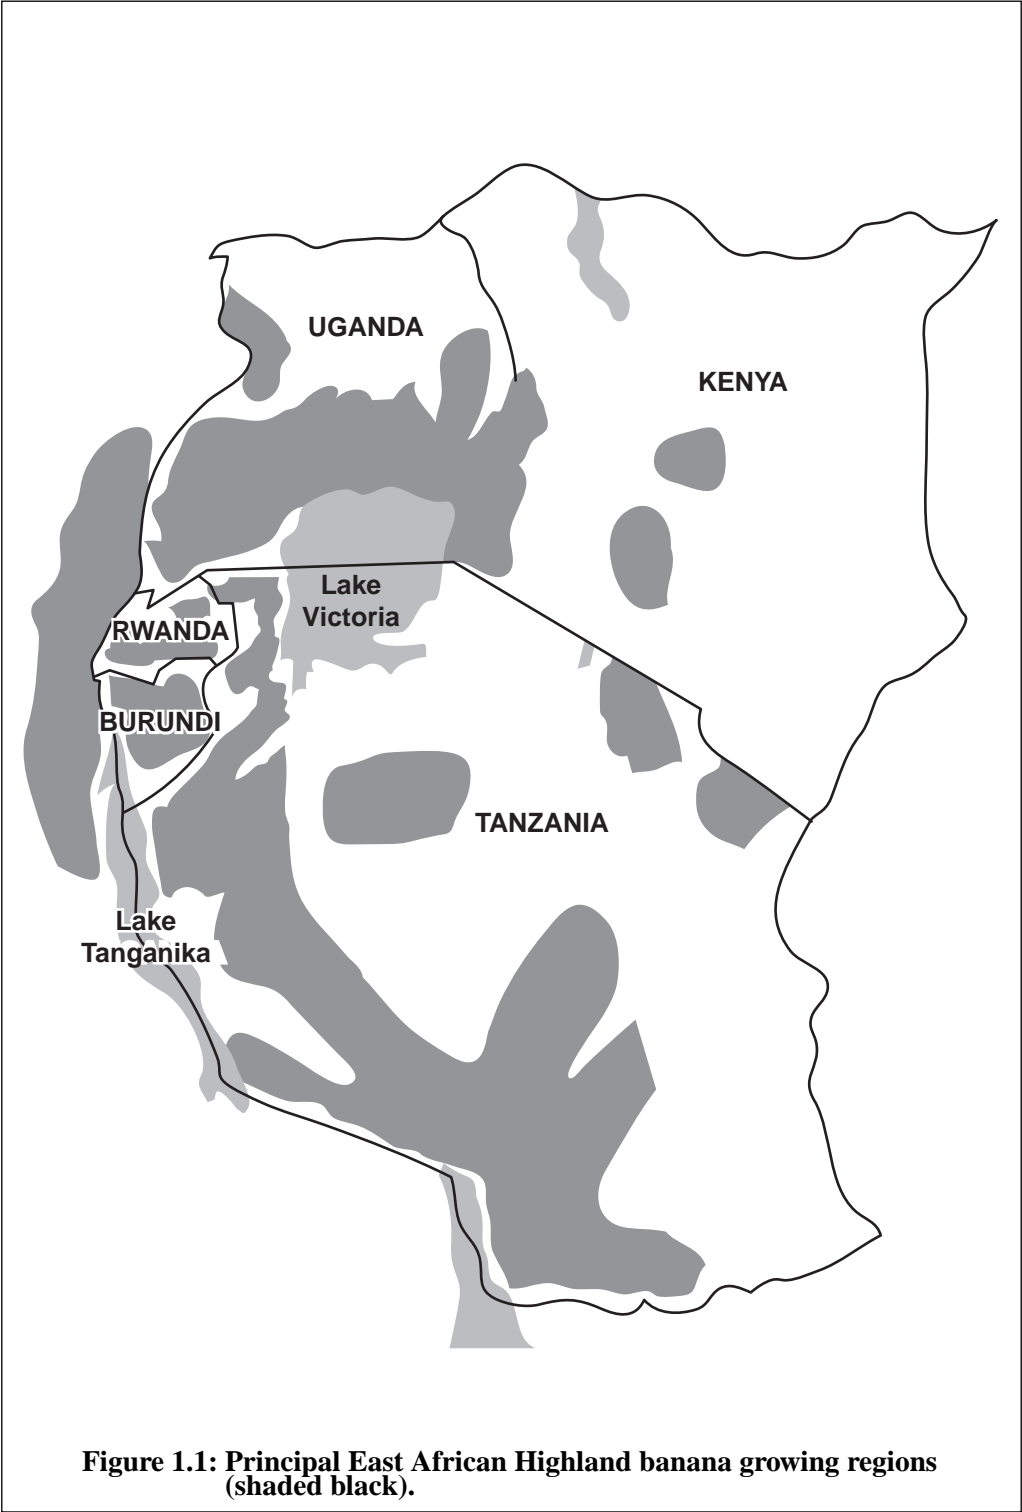 UGANDA
KENYA
Lake
Victoria
RWANDA
BURUNDI
TANZANIA
Lake
Tanganika
Figure 1.1: Principal East African Highland banana growing regions
(shaded black).